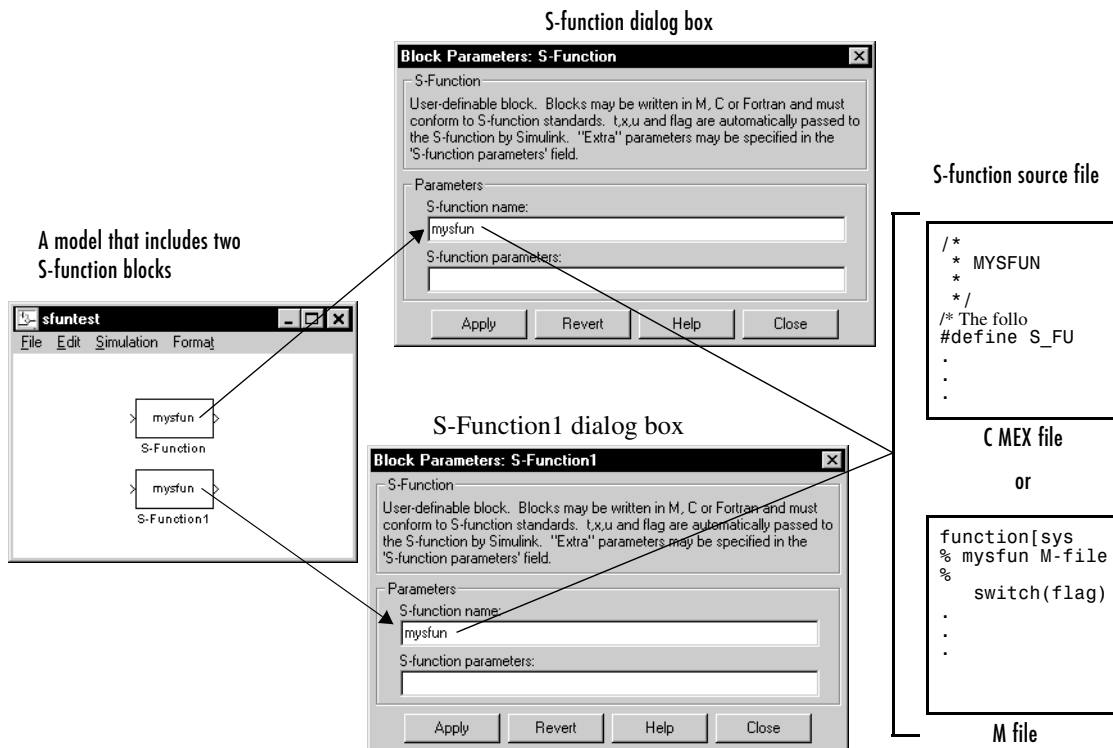 S-function dialog box
Block Parameters: S-Function
S-Function
User-definable block. Blocks may be written in M, C or Fortran and must
conform to S-function standards. t,x,u and flag are automatically passed to
the S-function by Simulink. "Extra" parameters may be specified in the
'S-function parameters' field.
Parameters
S-function name:
mysfun
S-function parameters:
Apply Revert Help Close
A model that includes two
S-function blocks
sfuntest
File Edit Simulation Format
mysfun
S-Function
mysfun
S-Function1
S-Function1 dialog box
Block Parameters: S-Function1
S-Function
User-definable block. Blocks may be written in M, C or Fortran and must
conform to S-function standards. t,x,u and flag are automatically passed to
the S-function by Simulink. "Extra" parameters may be specified in the
'S-function parameters' field.
Parameters
S-function name:
mysfun
S-function parameters:
Apply Revert Help Close
S-function source file
/*
* MYSFUN
*
*/
/* The follo
#define S_FU
.
.
.
C MEX file
or
function[sys
% mysfun M-file
%
switch(flag)
.
.
.
M file